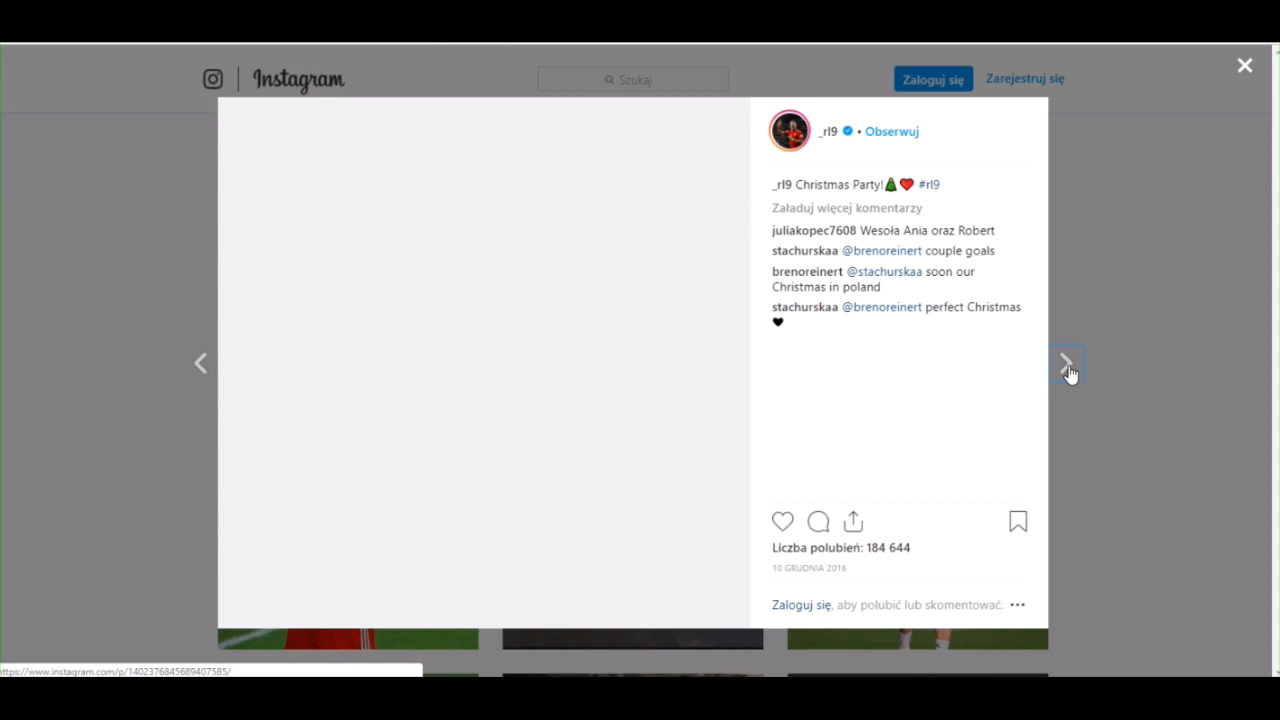 Instagram
Szukaj
Zaloguj się
Zarejestruj się
_rl9 • Obserwuj
_rl9 Christmas Party!🎄❤️ #rl9
Załaduj więcej komentarzy
juliakopec7608 Wesoła Ania oraz Robert
stachurskaa @brenoreinert couple goals
brenoreinert @stachurskaa soon our
Christmas in poland
stachurskaa @brenoreinert perfect Christmas
🖤
Liczba polubień: 184 644
10 GRUDNIA 2016
Zaloguj się, aby polubić lub skomentować. •••
https://www.instagram.com/p/1402376845689407585/